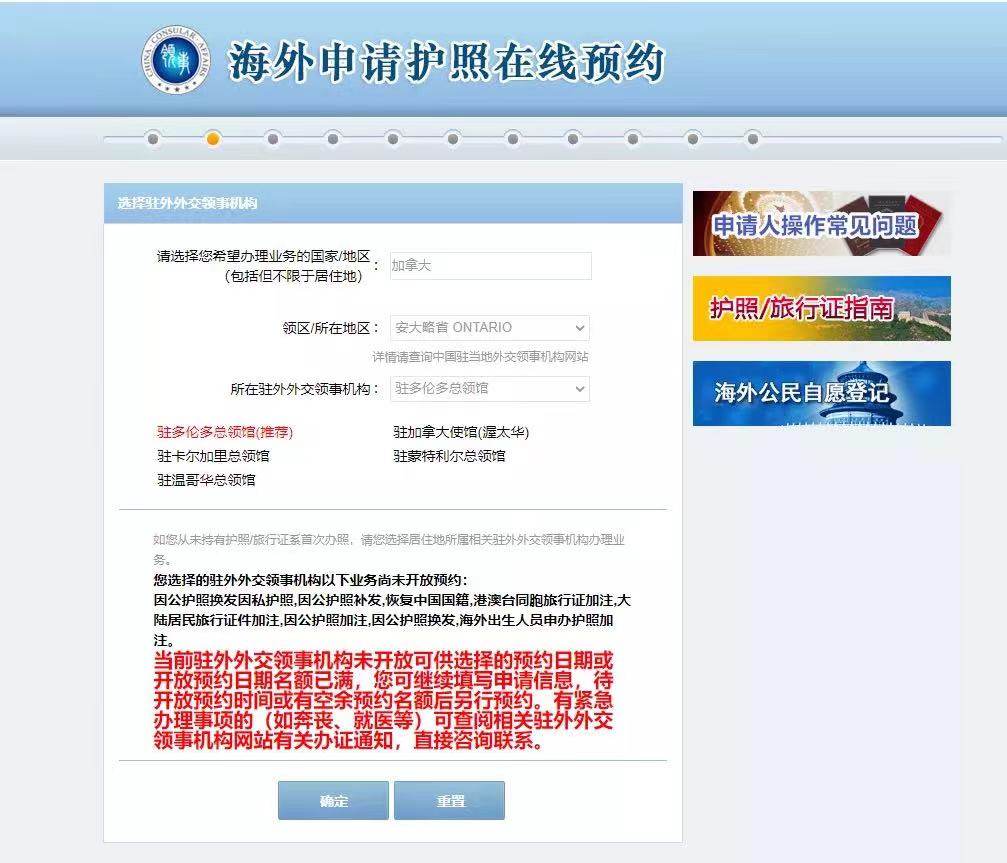 CHINA CONSULAR AFFAIRS
领事
海外申请护照在线预约
选择驻外外交领事机构
请选择您希望办理业务的国家/地区
（包括但不限于居住地）：
加拿大
领区/所在地区：
安大略省 ONTARIO
详情请查询中国驻当地外交领事机构网站
所在驻外外交领事机构：
驻多伦多总领馆
驻多伦多总领馆(推荐)
驻加拿大使馆(渥太华)
驻卡尔加里总领馆
驻蒙特利尔总领馆
驻温哥华总领馆
如您从未持有护照/旅行证系首次办照，请您选择居住地所属相关驻外外交领事机构办理业
务。
您选择的驻外外交领事机构以下业务尚未开放预约：
因公护照换发因私护照,因公护照补发,恢复中国国籍,港澳台同胞旅行证加注,大
陆居民旅行证件加注,因公护照加注,因公护照换发,海外出生人员申办护照加
注。
当前驻外外交领事机构未开放可供选择的预约日期或
开放预约日期名额已满，您可继续填写申请信息，待
开放预约时间或有空余预约名额后另行预约。有紧急
办理事项的（如奔丧、就医等）可查阅相关驻外外交
领事机构网站有关办证通知，直接咨询联系。
确定
重置
申请人操作常见问题
护照/旅行证指南
海外公民自愿登记